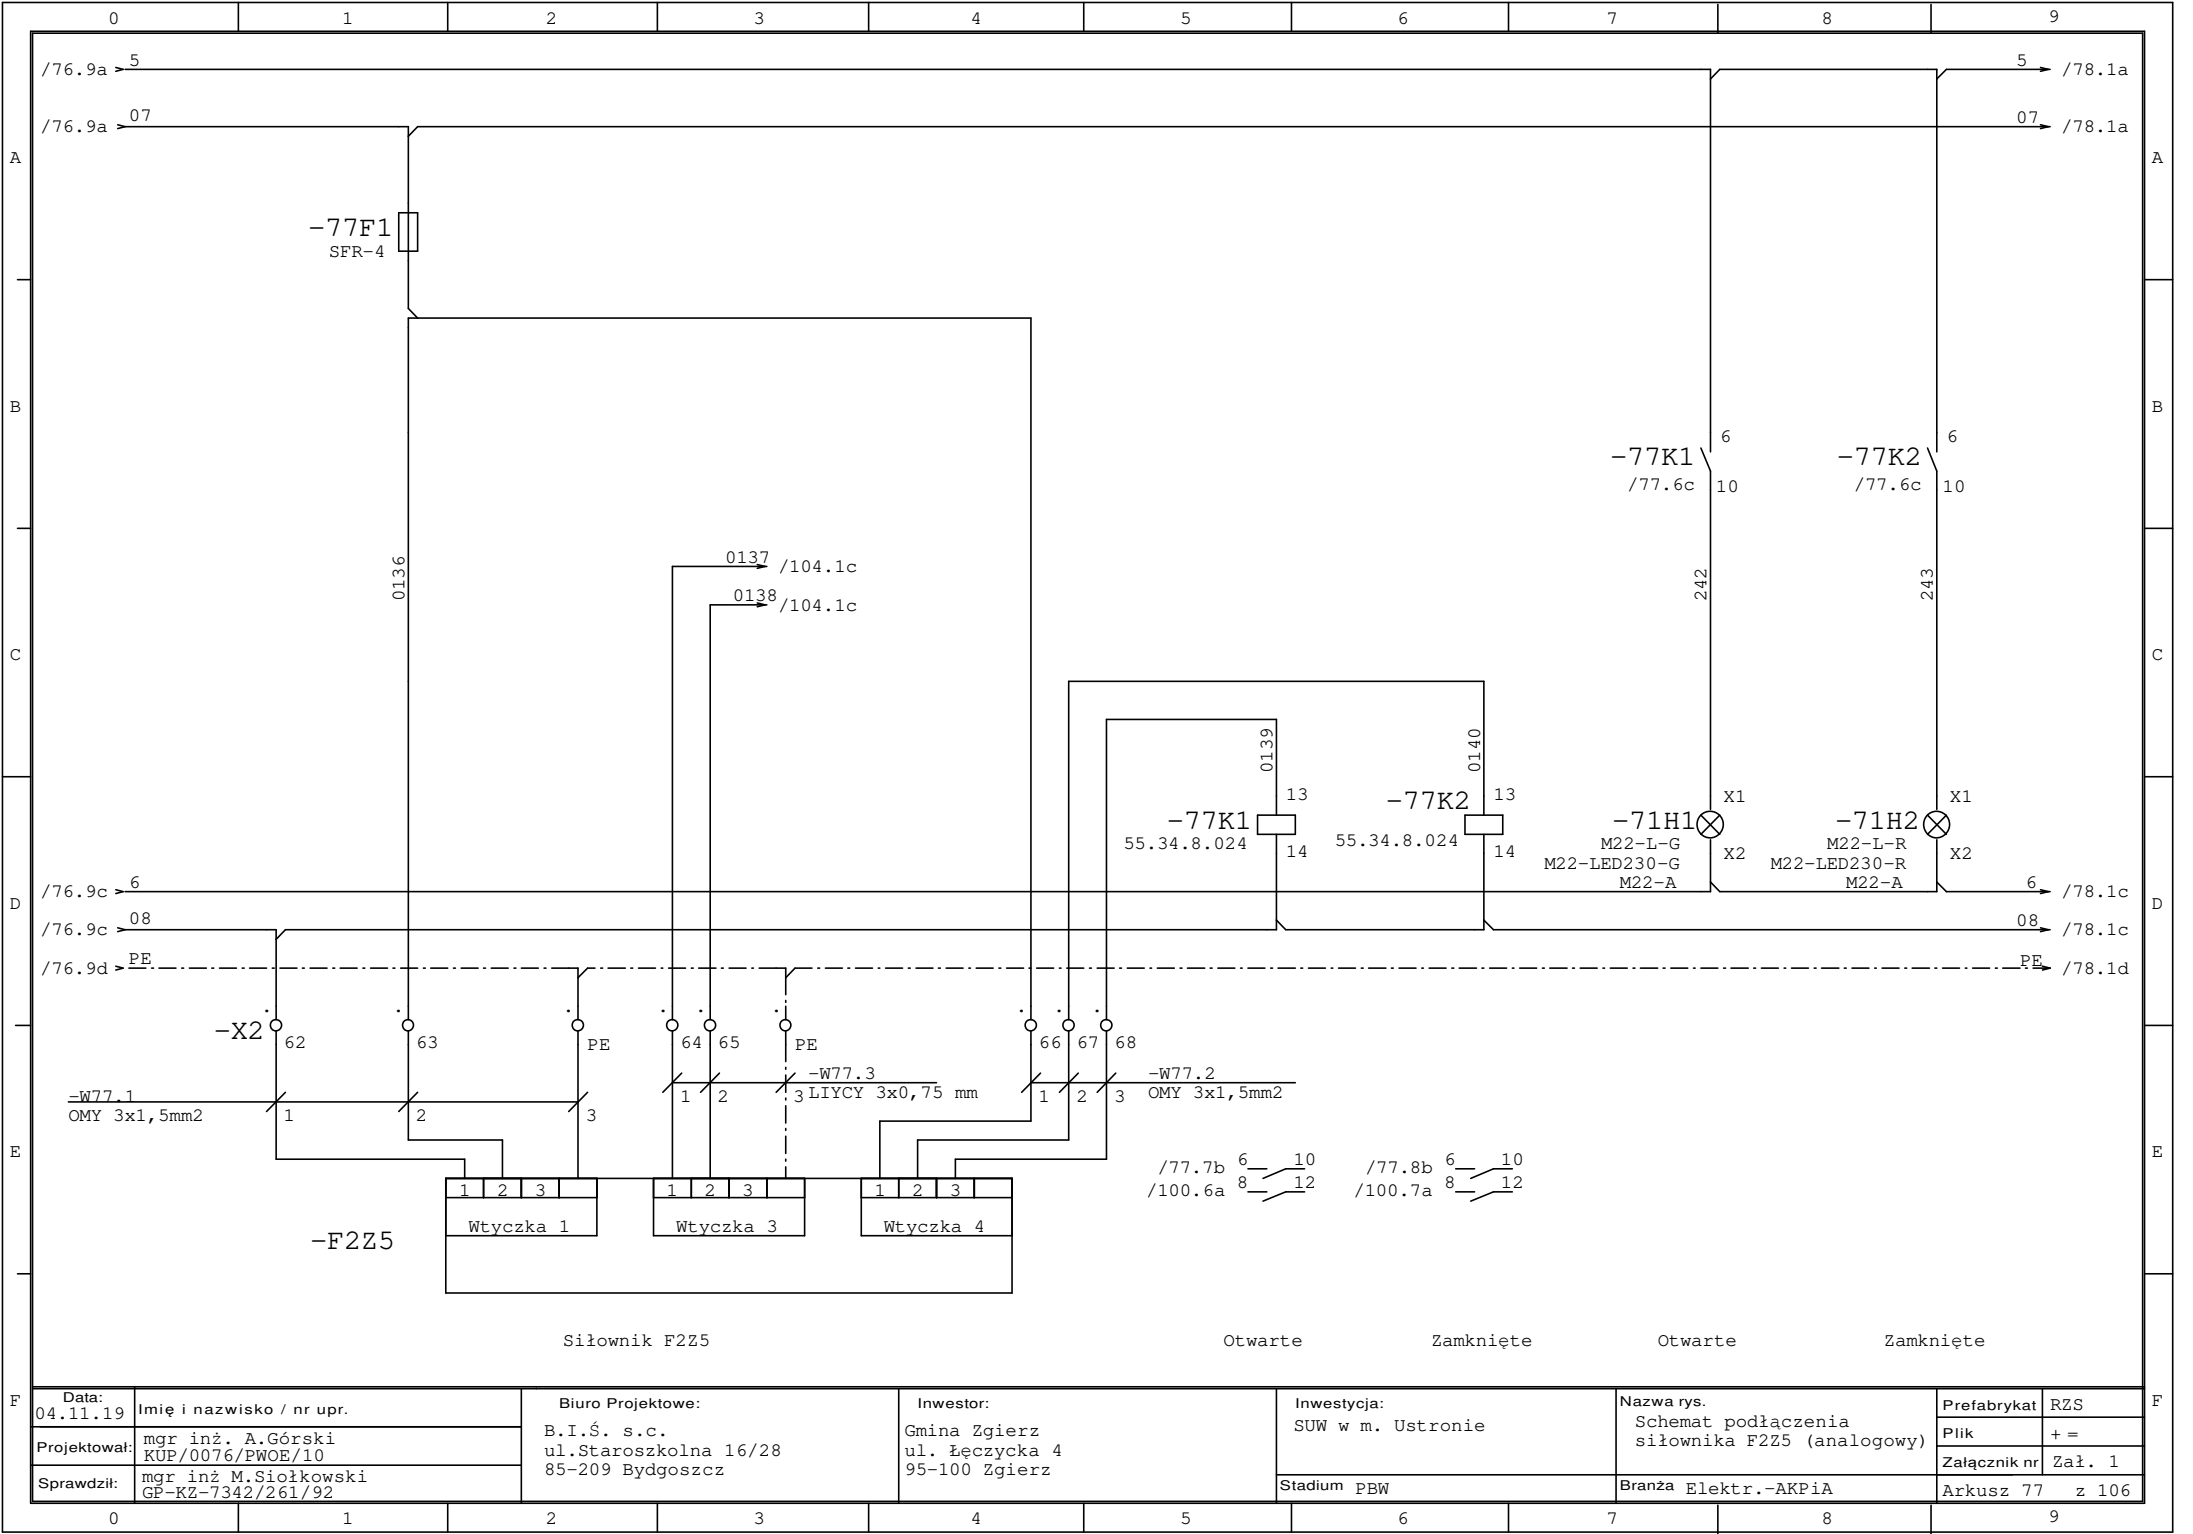 0 1 2 3 4 5 6 7 8 9
/76.9a 5 5 /78.1a
/76.9a 07 07 /78.1a
A A
-77F1
SFR-4
B B
6 6
-77K1 -77K2
/77.6c 10 /77.6c 10
0137 /104.1c
0136 242 243
0138 /104.1c
C C
0139 0140
13 -77K2 13 X1 X1
-77K1 -71H1 -71H2
55.34.8.024 14 55.34.8.024 14 M22-L-G X2 M22-L-R X2
M22-LED230-G M22-LED230-R
M22-A M22-A
/76.9c 6 6 /78.1c
D D
/76.9c 08 08 /78.1c
/76.9d PE PE /78.1d
-X2 62 63 PE 64 65 PE 66 67 68
-W77.3 -W77.2
1 2 3 LIYCY 3x0,75 mm 1 2 3 OMY 3x1,5mm2
-W77.1
OMY 3x1,5mm2 1 2 3
E E
/77.7b 6 10 /77.8b 6 10
/100.6a 8 12 /100.7a 8 12
1 2 3 1 2 3 1 2 3
Wtyczka 1 Wtyczka 3 Wtyczka 4
-F2Z5
Siłownik F2Z5 Otwarte Zamknięte Otwarte Zamknięte
F F
Data:
04.11.19
Imię i nazwisko / nr upr.
Projektował:
mgr inż. A.Górski
KUP/0076/PWOE/10
Sprawdził:
mgr inż M.Siołkowski
GP-KZ-7342/261/92
Biuro Projektowe:
B.I.Ś. s.c.
ul.Staroszkolna 16/28
85-209 Bydgoszcz
Inwestor:
Gmina Zgierz
ul. Łęczycka 4
95-100 Zgierz
Inwestycja:
SUW w m. Ustronie
Stadium PBW
Nazwa rys.
Schemat podłączenia
siłownika F2Z5 (analogowy)
Branża Elektr.-AKPiA
Prefabrykat RZS
Plik + =
Załącznik nr Zał. 1
Arkusz 77 z 106
0 1 2 3 4 5 6 7 8 9